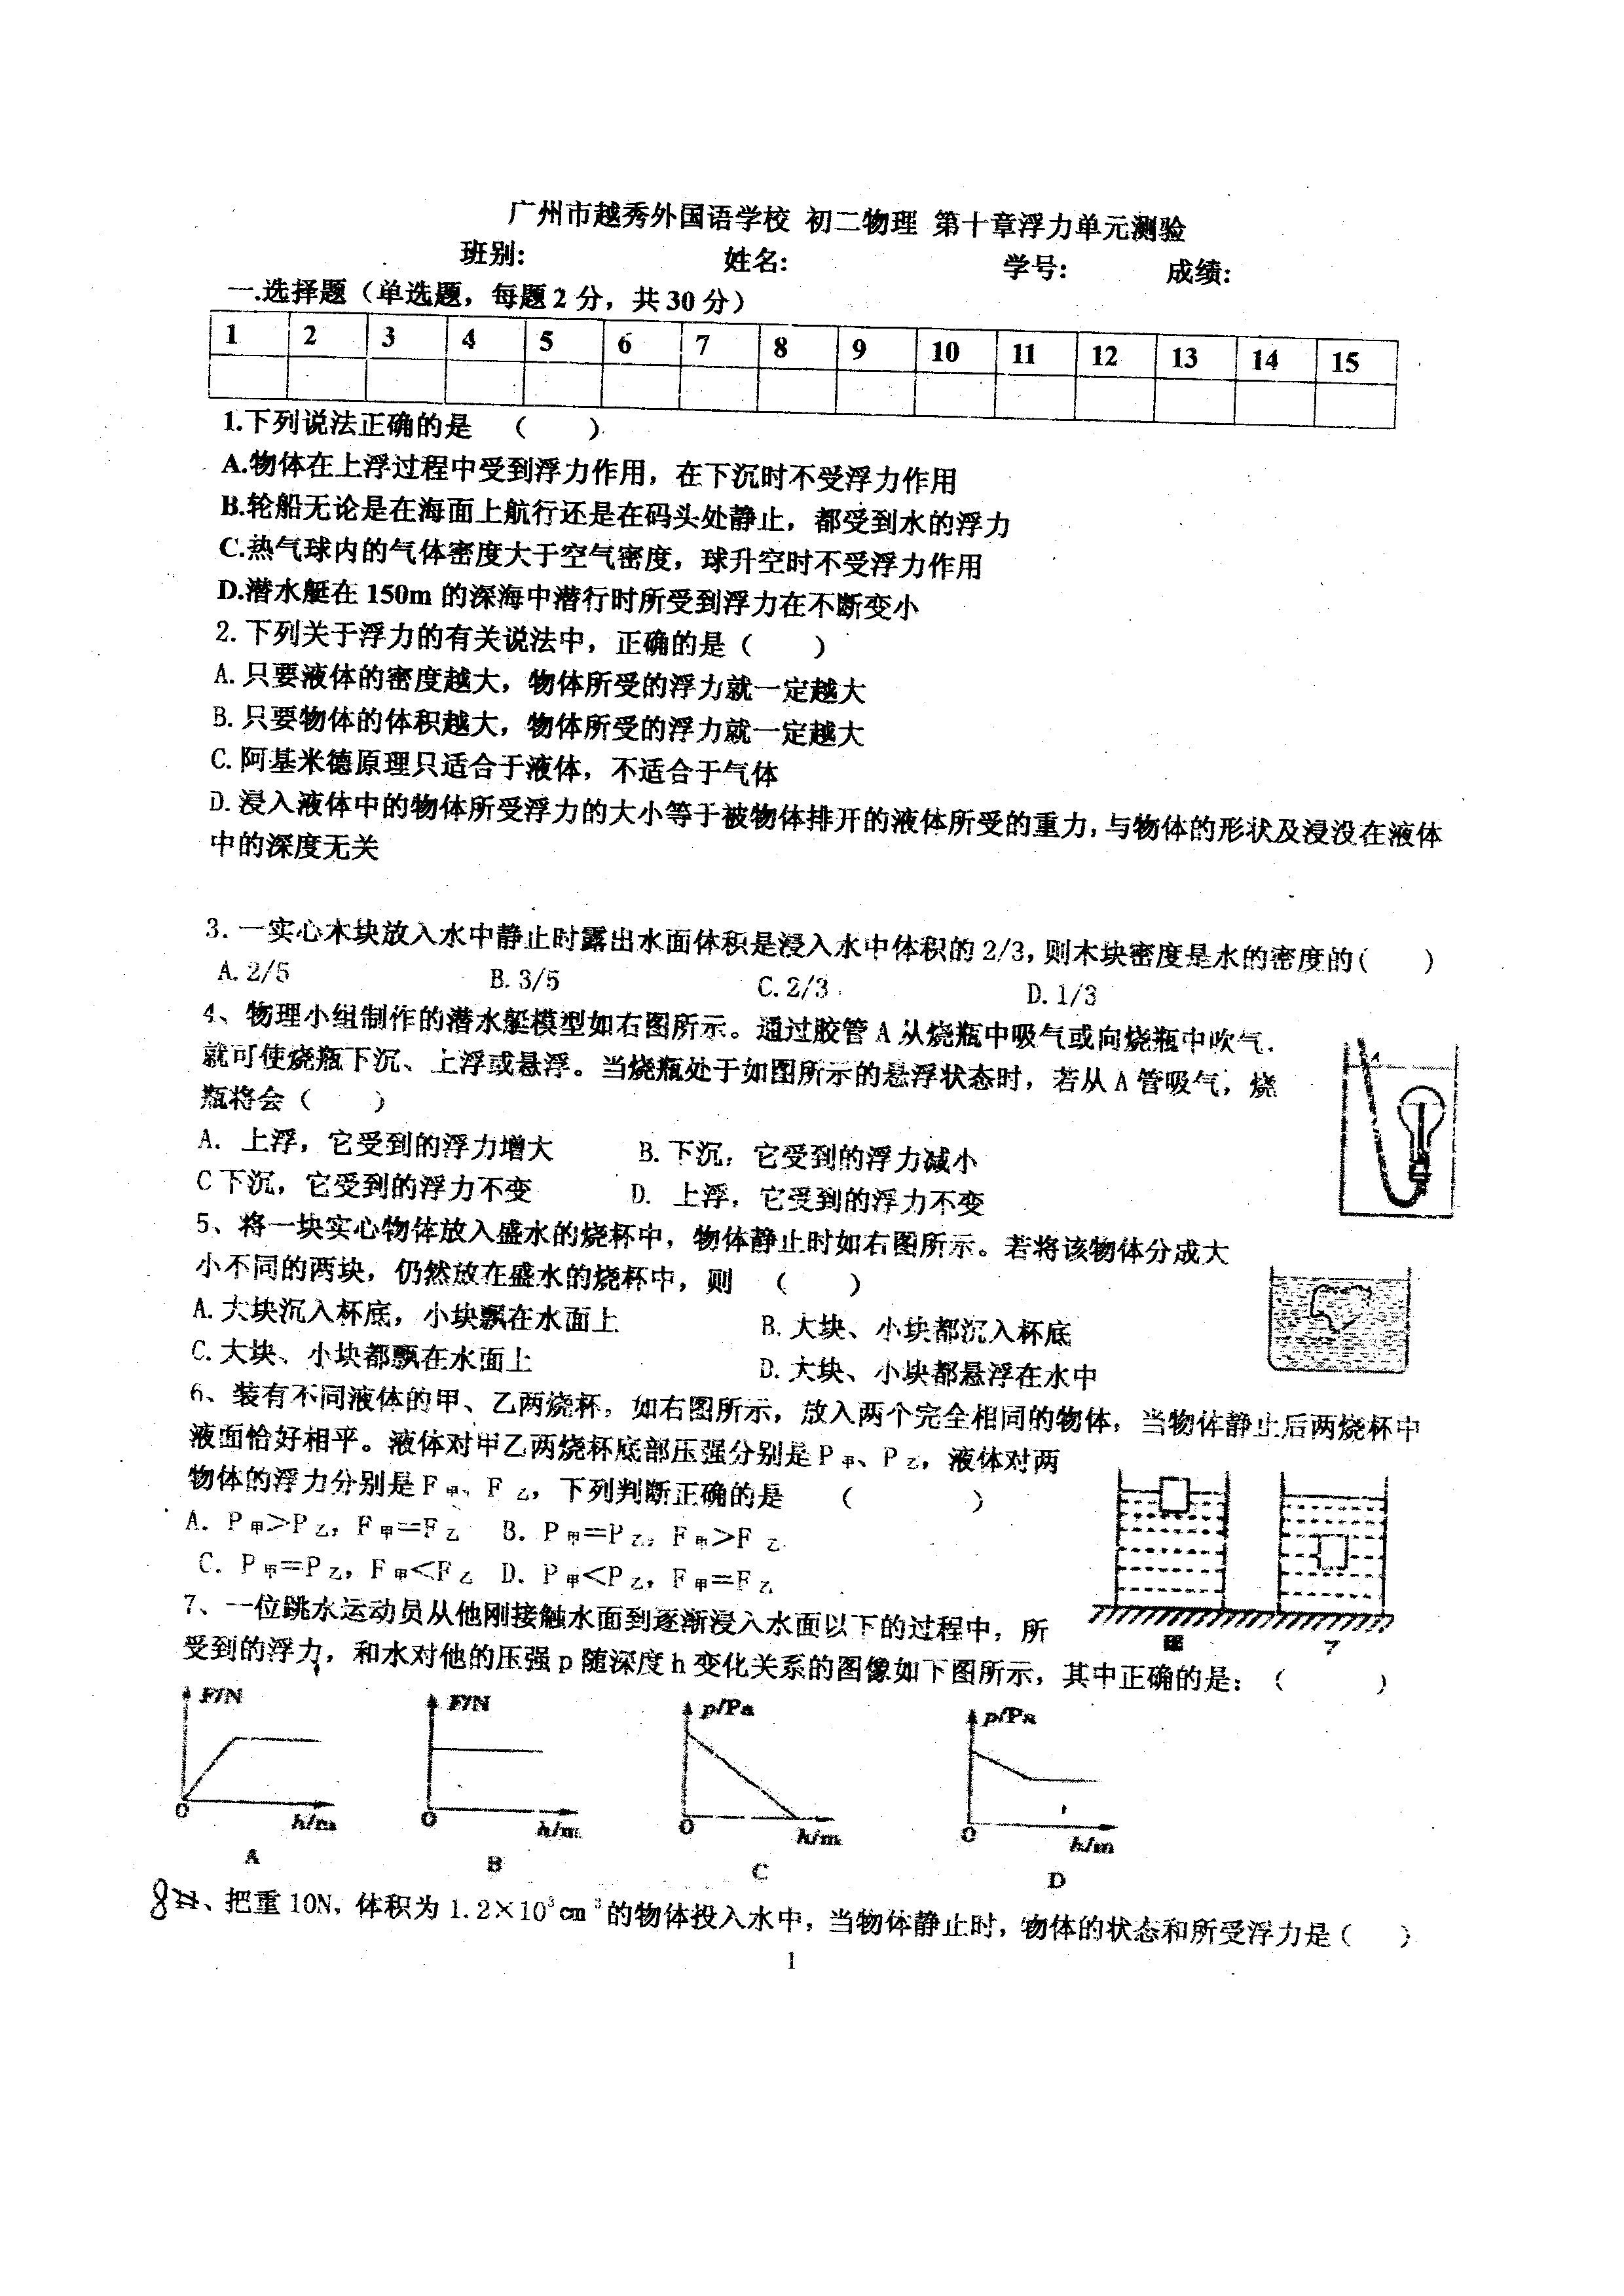 广州市越秀外国语学校 初二物理 第十章浮力单元测验
班别: 姓名: 学号: 成绩:
一.选择题（单选题，每题2分，共30分）
1 2 3 4 5 6 7 8 9 10 11 12 13 14 15
1.下列说法正确的是 （ ）
A.物体在上浮过程中受到浮力作用，在下沉时不受浮力作用
B.轮船无论是在海面上航行还是在码头处静止，都受到水的浮力
C.热气球内的气体密度大于空气密度，球升空时不受浮力作用
D.潜水艇在150m的深海中潜行时所受到浮力在不断变小
2.下列关于浮力的有关说法中，正确的是（ ）
A.只要液体的密度越大，物体所受的浮力就一定越大
B.只要物体的体积越大，物体所受的浮力就一定越大
C.阿基米德原理只适合于液体，不适合于气体
D.浸入液体中的物体所受浮力的大小等于被物体排开的液体所受的重力，与物体的形状及浸没在液体
中的深度无关
3.一实心木块放入水中静止时露出水面体积是浸入水中体积的2/3，则木块密度是水的密度的( )
A.2/5 B.3/5 C.2/3 D.1/3
4、物理小组制作的潜水艇模型如右图所示。通过胶管A从烧瓶中吸气或向烧瓶中吹气.
就可使烧瓶下沉、上浮或悬浮。当烧瓶处于如图所示的悬浮状态时，若从A管吸气，烧
瓶将会（ ）
A. 上浮，它受到的浮力增大 B.下沉，它受到的浮力减小
C下沉，它受到的浮力不变 D. 上浮，它受到的浮力不变
5、将一块实心物体放入盛水的烧杯中，物体静止时如右图所示。若将该物体分成大
小不同的两块，仍然放在盛水的烧杯中，则 （ ）
A.大块沉入杯底，小块飘在水面上 B.大块、小块都沉入杯底
C.大块、小块都飘在水面上 D.大块、小块都悬浮在水中
6、装有不同液体的甲、乙两烧杯，如右图所示，放入两个完全相同的物体，当物体静止后两烧杯中
液面恰好相平。液体对甲乙两烧杯底部压强分别是P甲、P乙，液体对两
物体的浮力分别是F甲、F乙，下列判断正确的是 （ ）
A. P甲>P乙，F甲=F乙 B. P甲=P乙，F甲>F乙
C. P甲=P乙，F甲<F乙 D. P甲<P乙，F甲=F乙
7、一位跳水运动员从他刚接触水面到逐渐浸入水面以下的过程中，所
受到的浮力，和水对他的压强p随深度h变化关系的图像如下图所示，其中正确的是：（ ）
F/N F/N p/Pa p/Pa
O h/m O h/m O h/m O h/m
A B C D
8、把重10N，体积为1.2×10³cm³的物体投入水中，当物体静止时，物体的状态和所受浮力是（ ）
1